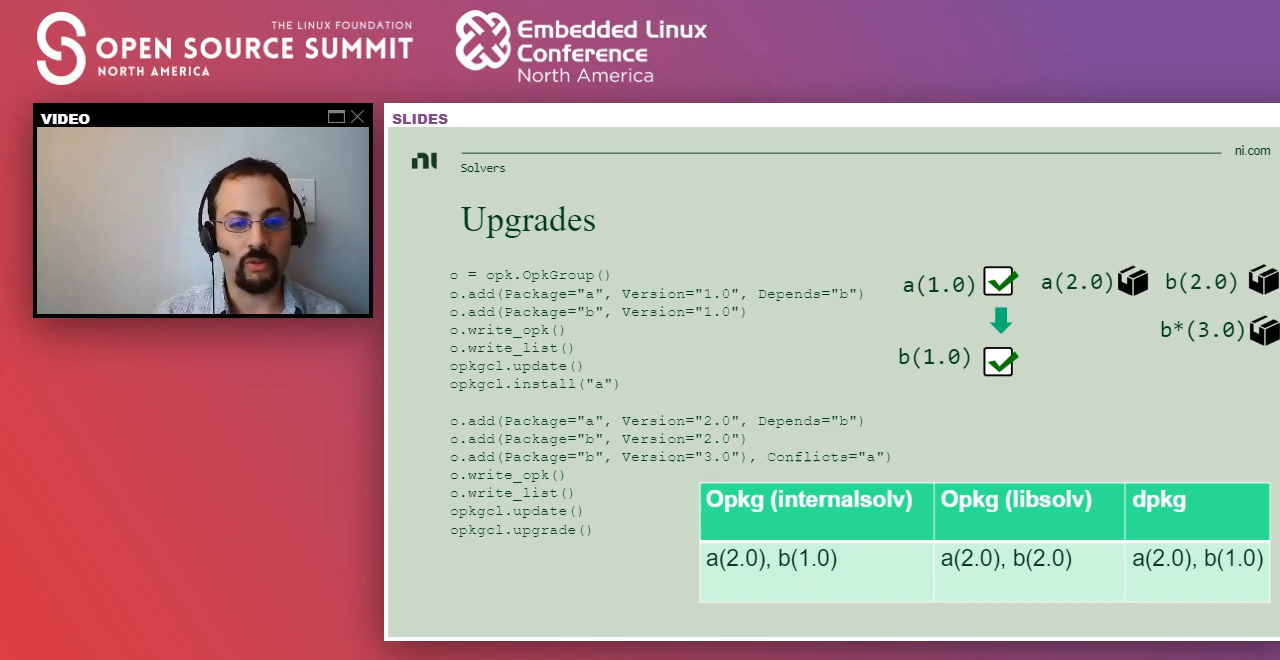 THE LINUX FOUNDATION
OPEN SOURCE SUMMIT
NORTH AMERICA
Embedded Linux
Conference
North America
VIDEO
SLIDES
ni
ni.com
Solvers
Upgrades
o = opk.OpkGroup()
o.add(Package="a", Version="1.0", Depends="b")
o.add(Package="b", Version="1.0")
o.write_opk()
o.write_list()
opkgcl.update()
opkgcl.install("a")
o.add(Package="a", Version="2.0", Depends="b")
o.add(Package="b", Version="2.0")
o.add(Package="b", Version="3.0"), Conflicts="a")
o.write_opk()
o.write_list()
opkgcl.update()
opkgcl.upgrade()
a(1.0) a(2.0) b(2.0)
b*(3.0)
b(1.0)
Opkg (internalsolv) Opkg (libsolv) dpkg
a(2.0), b(1.0) a(2.0), b(2.0) a(2.0), b(1.0)